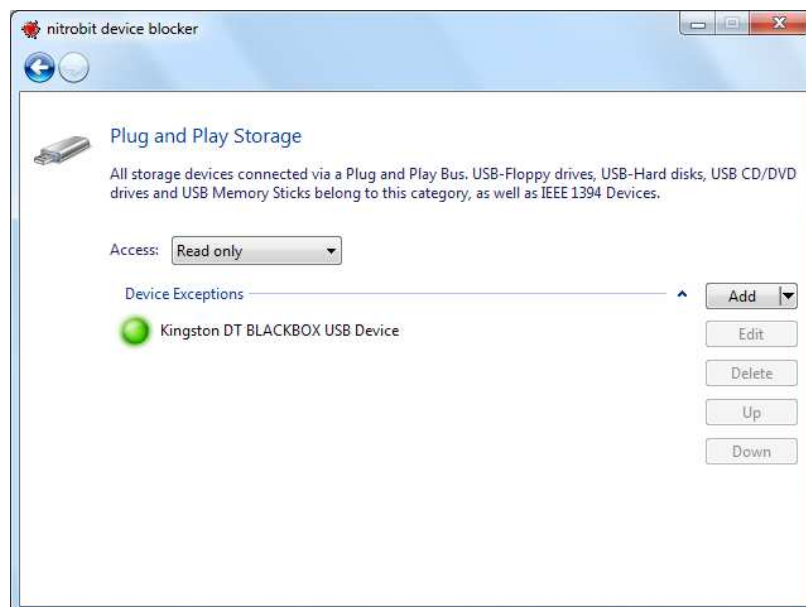 nitrobit device blocker
Plug and Play Storage
All storage devices connected via a Plug and Play Bus. USB-Floppy drives, USB-Hard disks, USB CD/DVD
drives and USB Memory Sticks belong to this category, as well as IEEE 1394 Devices.
Access: Read only
Device Exceptions
Add
Kingston DT BLACKBOX USB Device
Edit
Delete
Up
Down